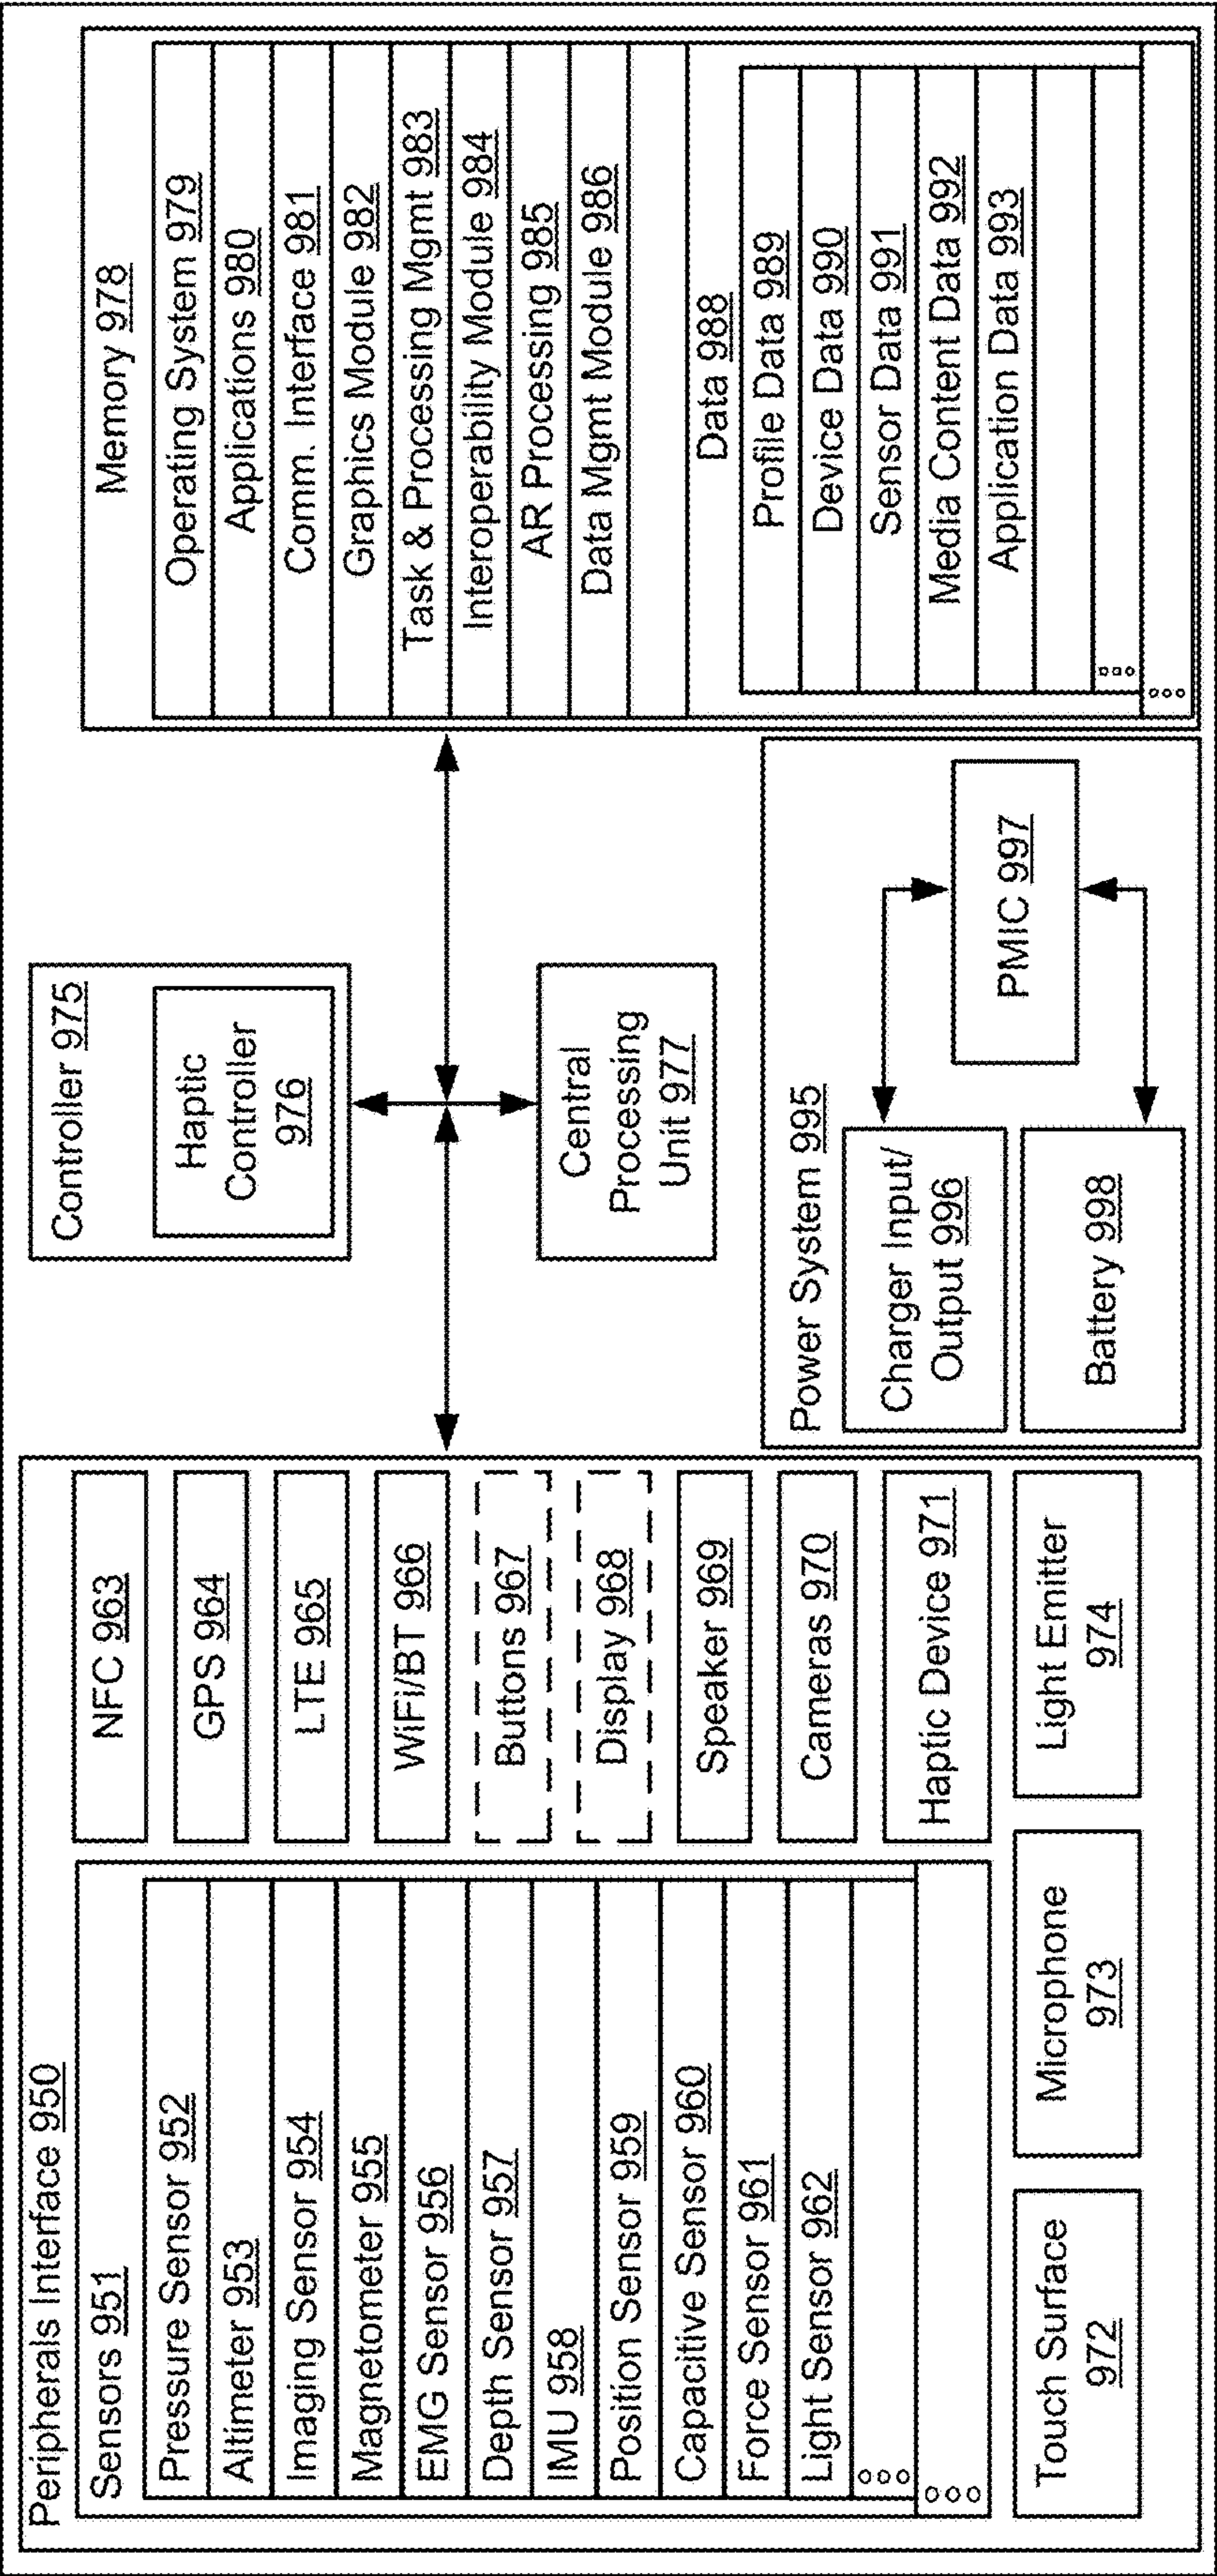 Peripherals Interface 950
Sensors 951
Pressure Sensor 952
Altimeter 953
Imaging Sensor 954
Magnetometer 955
EMG Sensor 956
Depth Sensor 957
IMU 958
Position Sensor 959
Capacitive Sensor 960
Force Sensor 961
Light Sensor 962
NFC 963
GPS 964
LTE 965
WiFi/BT 966
Buttons 967
Display 968
Speaker 969
Cameras 970
Haptic Device 971
Touch Surface
972
Microphone
973
Light Emitter
974
Controller 975
Haptic
Controller
976
Central
Processing
Unit 977
Power System 995
Charger Input/
Output 996
Battery 998
PMIC 997
Memory 978
Operating System 979
Applications 980
Comm. Interface 981
Graphics Module 982
Task & Processing Mgmt 983
Interoperability Module 984
AR Processing 985
Data Mgmt Module 986
Data 988
Profile Data 989
Device Data 990
Sensor Data 991
Media Content Data 992
Application Data 993